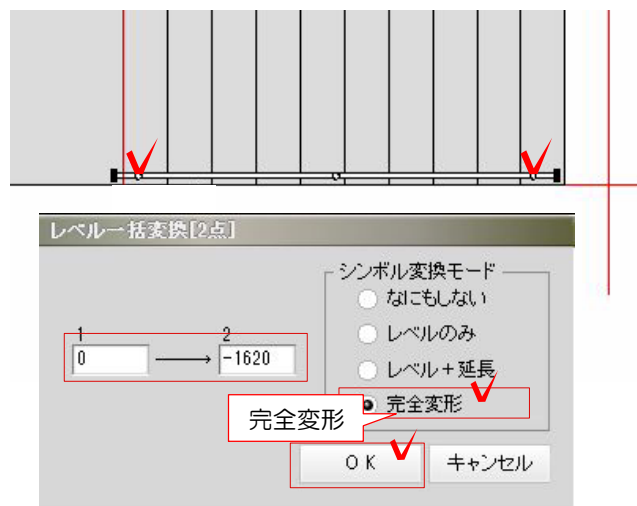 レベル一括変換[2点]
シンボル変換モード
なにもしない
レベルのみ
レベル+延長
完全変形
1 2
0 -1620
完全変形
OK キャンセル